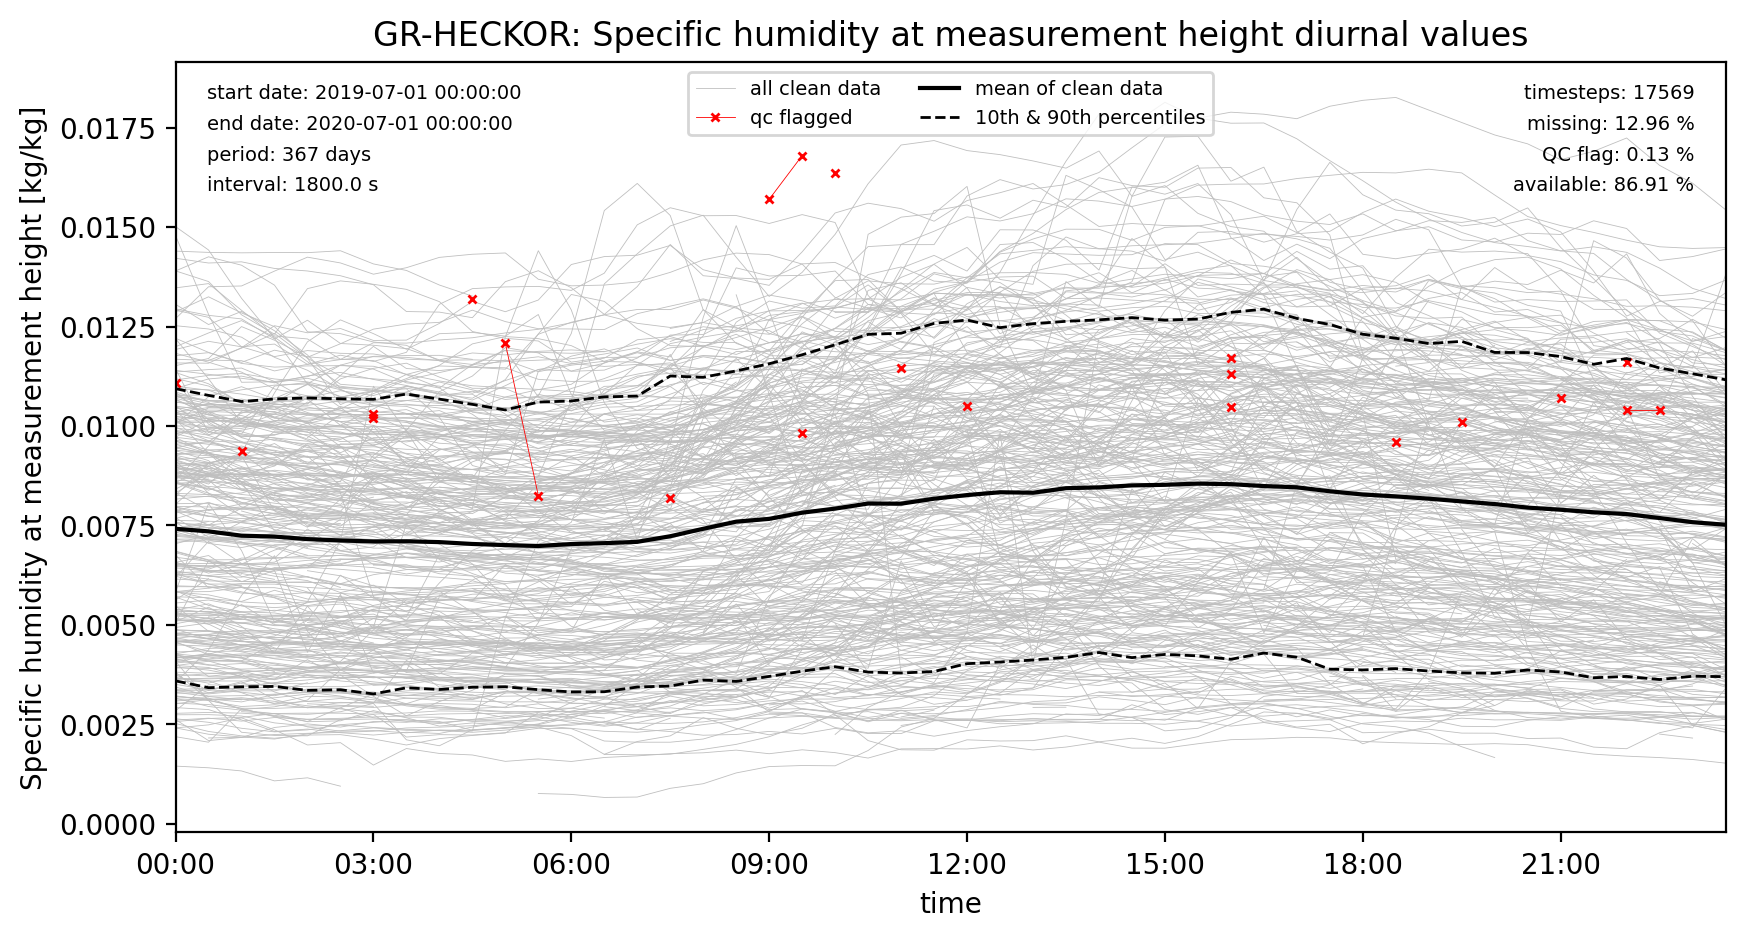 GR-HECKOR: Specific humidity at measurement height diurnal values
start date: 2019-07-01 00:00:00
end date: 2020-07-01 00:00:00
period: 367 days
interval: 1800.0 s
all clean data
qc flagged
mean of clean data
10th & 90th percentiles
timesteps: 17569
missing: 12.96 %
QC flag: 0.13 %
available: 86.91 %
Specific humidity at measurement height [kg/kg]
0.0175
0.0150
0.0125
0.0100
0.0075
0.0050
0.0025
0.0000
00:00
03:00
06:00
09:00
12:00
15:00
18:00
21:00
time